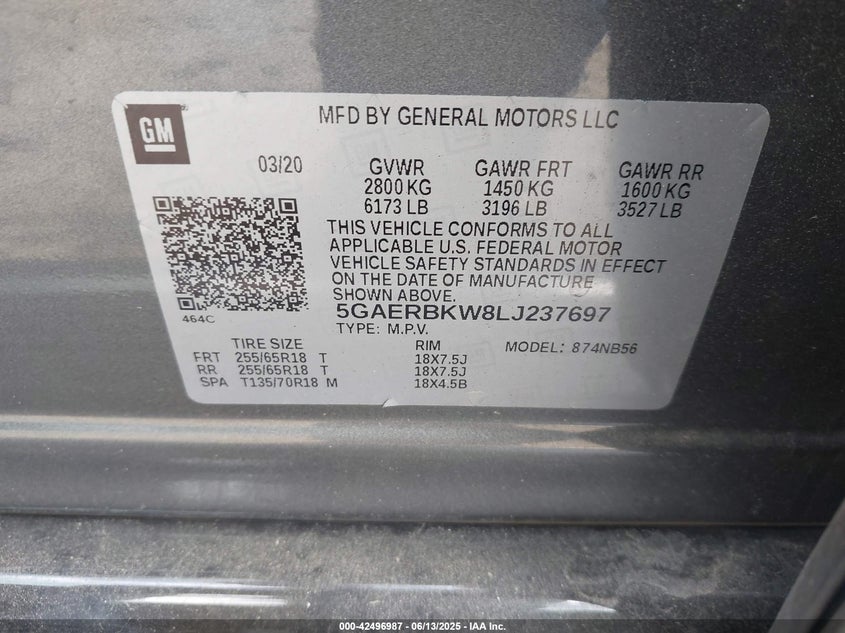 GM
MFD BY GENERAL MOTORS LLC
03/20 GVWR GAWR FRT GAWR RR
2800 KG 1450 KG 1600 KG
6173 LB 3196 LB 3527 LB
THIS VEHICLE CONFORMS TO ALL
APPLICABLE U.S. FEDERAL MOTOR
VEHICLE SAFETY STANDARDS IN EFFECT
ON THE DATE OF MANUFACTURE
SHOWN ABOVE.
464C
5GAERBKW8LJ237697
TYPE: M.P.V.
TIRE SIZE RIM MODEL: 874NB56
FRT 255/65R18 T 18X7.5J
RR 255/65R18 T 18X7.5J
SPA T135/70R18 M 18X4.5B
000-42496987 - 06/13/2025 - IAA Inc.